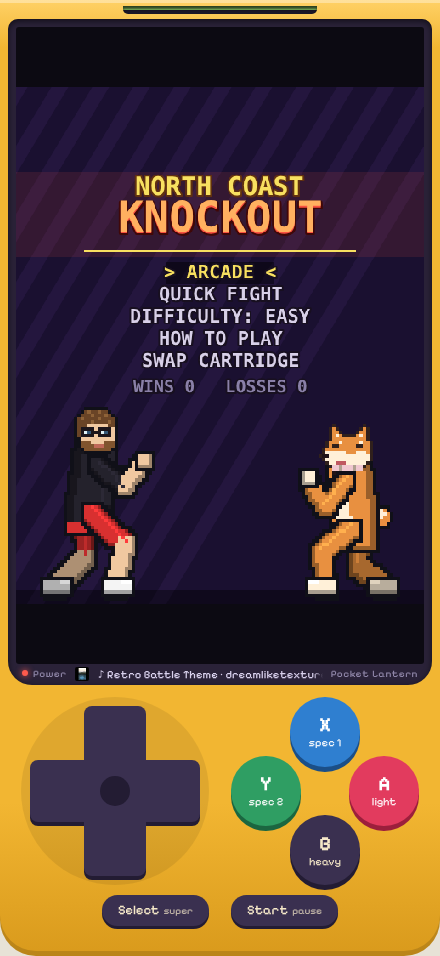 NORTH COAST
KNOCKOUT
> ARCADE <
QUICK FIGHT
DIFFICULTY: EASY
HOW TO PLAY
SWAP CARTRIDGE
WINS 0 LOSSES 0
Power ♪ Retro Battle Theme · dreamliketextur Pocket Lantern
X
spec 1
Y
spec 2
A
light
B
heavy
Select super
Start pause